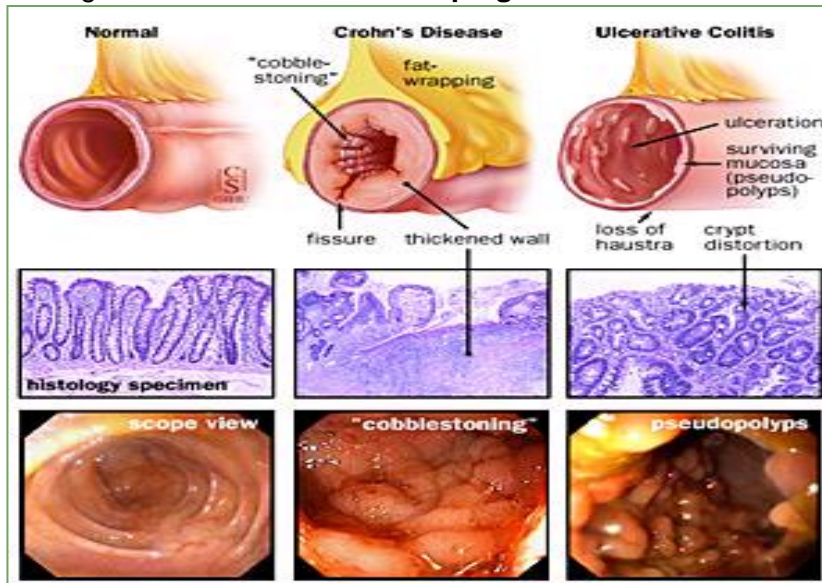 Normal
Crohn's Disease
Ulcerative Colitis
"cobble-
stoning"
fat-
wrapping
ulceration
surviving
mucosa
(pseudo-
polyps)
fissure
thickened wall
loss of
haustra
crypt
distortion
histology specimen
scope view
"cobblestoning"
pseudopolyps